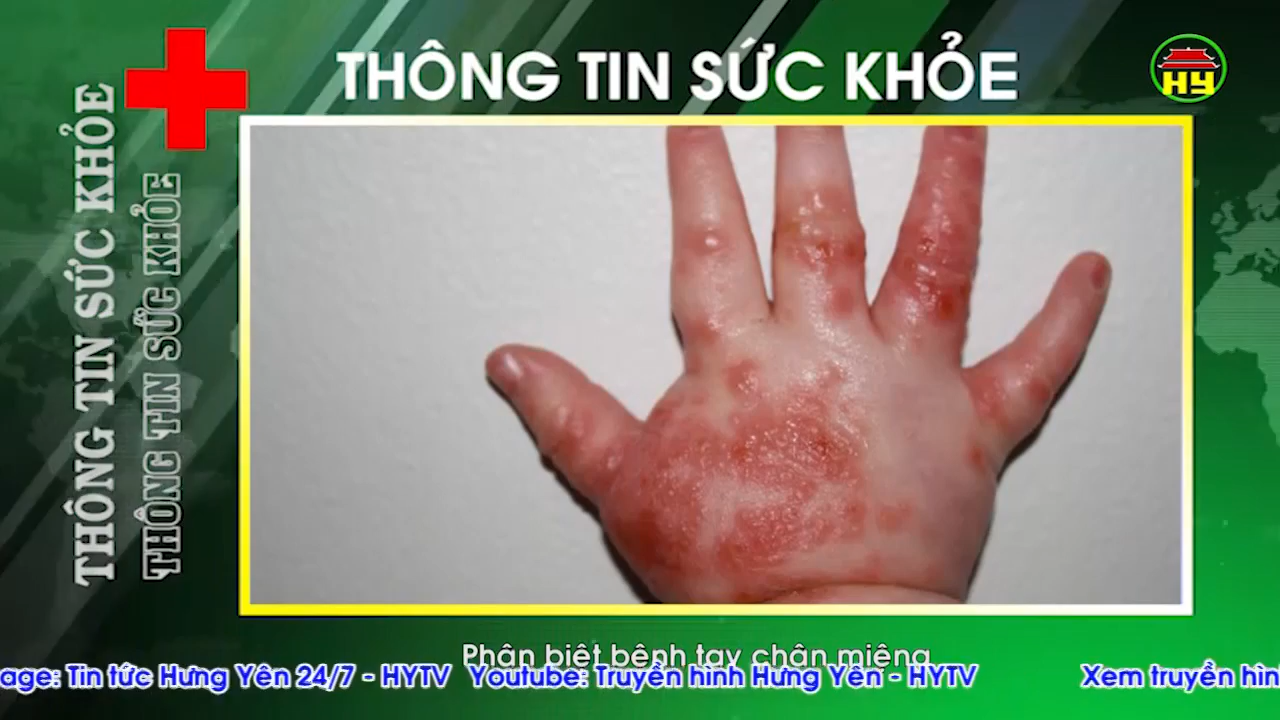 THÔNG TIN SỨC KHỎE
HY
THÔNG TIN SỨC KHỎE
THÔNG TIN SỨC KHỎE
Phân biệt bệnh tay chân miệng
age: Tin tức Hưng Yên 24/7 - HYTV Youtube: Truyền hình Hưng Yên - HYTV Xem truyền hìn